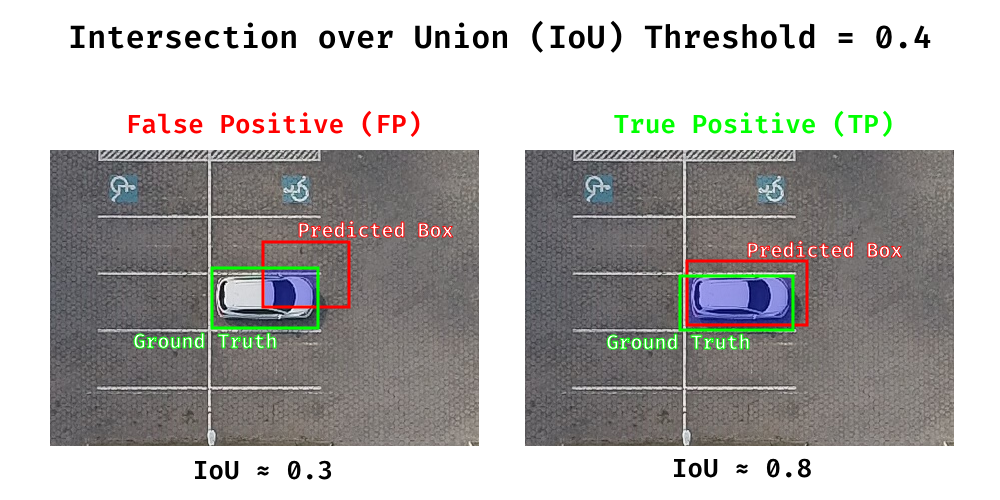 Intersection over Union (IoU) Threshold = 0.4
False Positive (FP)
Predicted Box
Ground Truth
IoU ≈ 0.3
True Positive (TP)
Predicted Box
Ground Truth
IoU ≈ 0.8